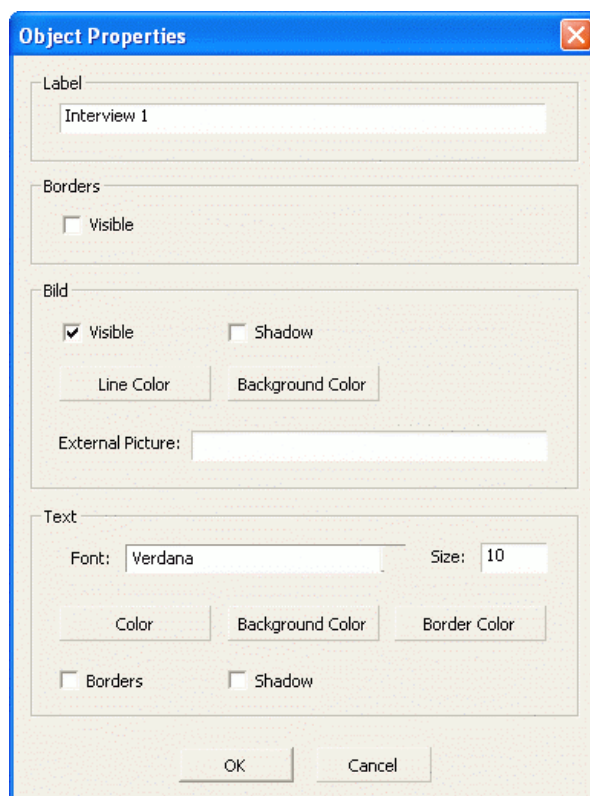 Object Properties
Label
Interview 1
Borders
Visible
Bild
Visible Shadow
Line Color Background Color
External Picture:
Text
Font: Verdana Size: 10
Color Background Color Border Color
Borders Shadow
OK Cancel